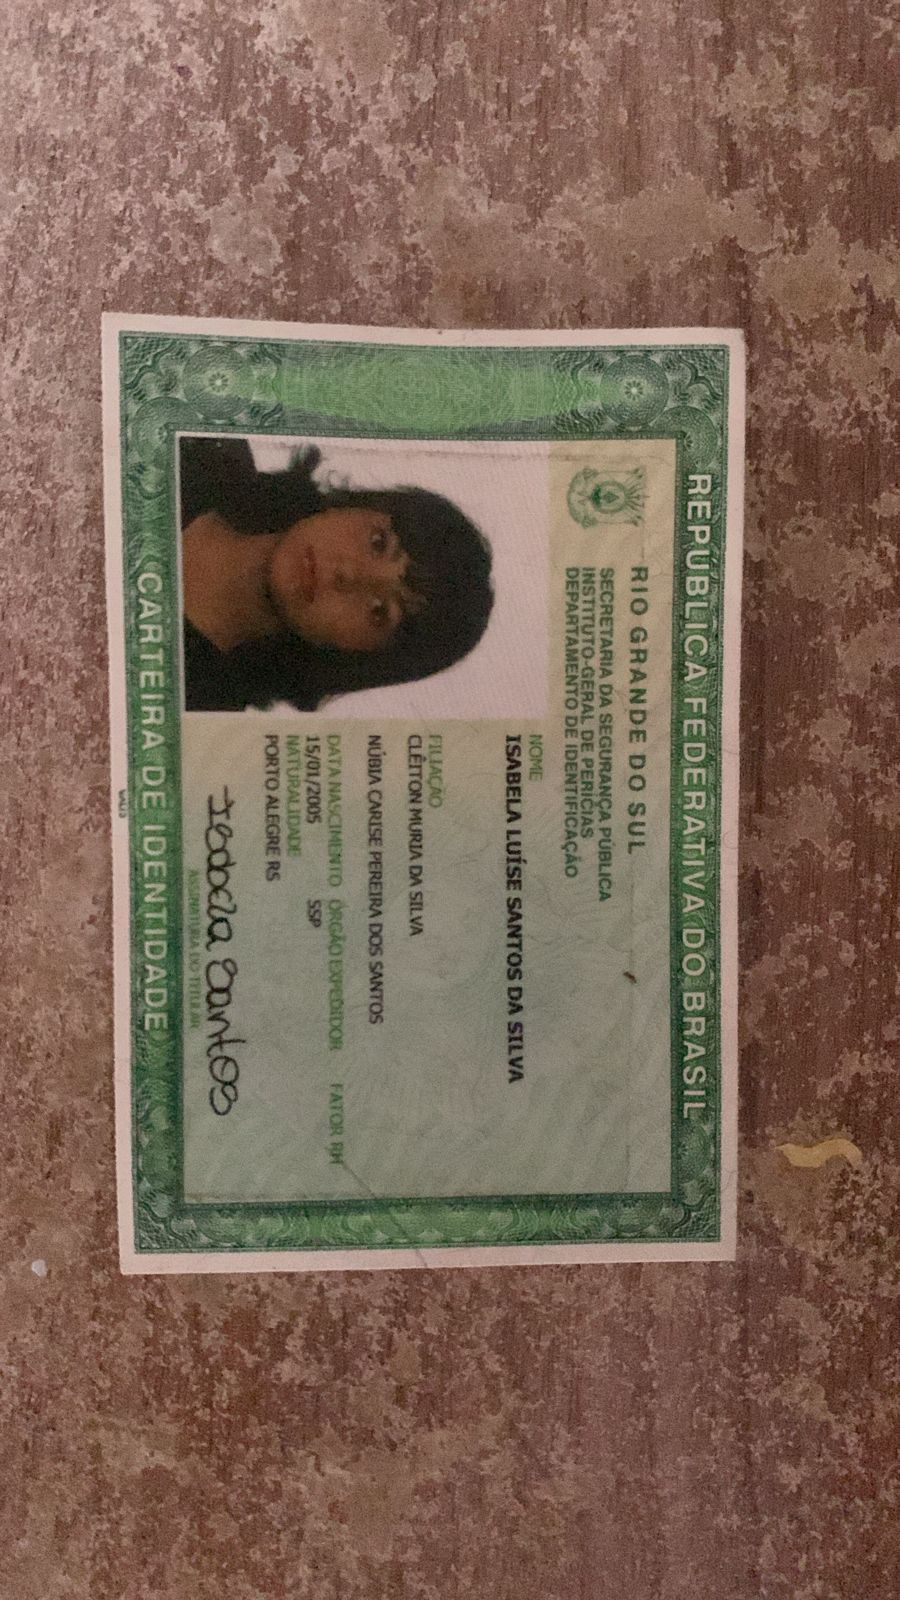 REPÚBLICA FEDERATIVA DO BRASIL
RIO GRANDE DO SUL
SECRETARIA DA SEGURANÇA PÚBLICA
INSTITUTO-GERAL DE PERÍCIAS
DEPARTAMENTO DE IDENTIFICAÇÃO
NOME
ISABELA LUÍSE SANTOS DA SILVA
FILIAÇÃO
CLÊITON MURIA DA SILVA
NÚBIA CARISE PEREIRA DOS SANTOS
DATA NASCIMENTO ÓRGÃO EXPEDIDOR FATOR RH
15/01/2005 SSP
NATURALIDADE
PORTO ALEGRE RS
Santos
ASSINATURA DO TITULAR
CARTEIRA DE IDENTIDADE